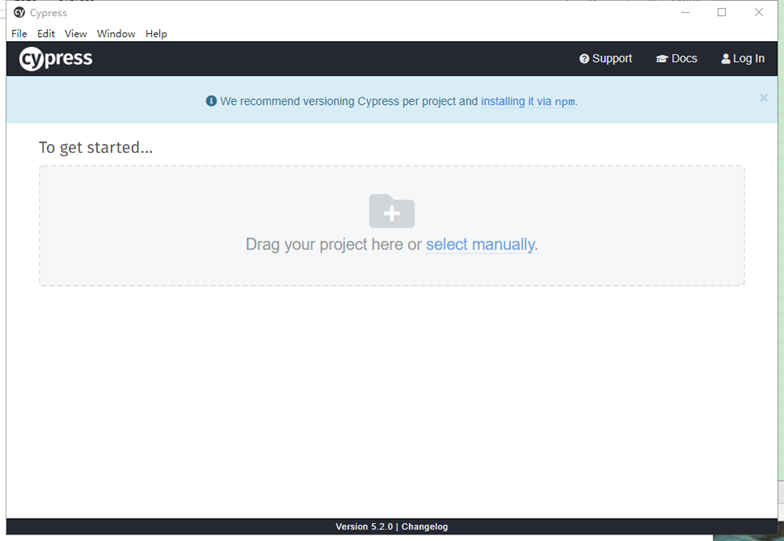 Cypress
File Edit View Window Help
cypress
Support Docs Log In
We recommend versioning Cypress per project and installing it via npm.
×
To get started...
Drag your project here or select manually.
Version 5.2.0 | Changelog